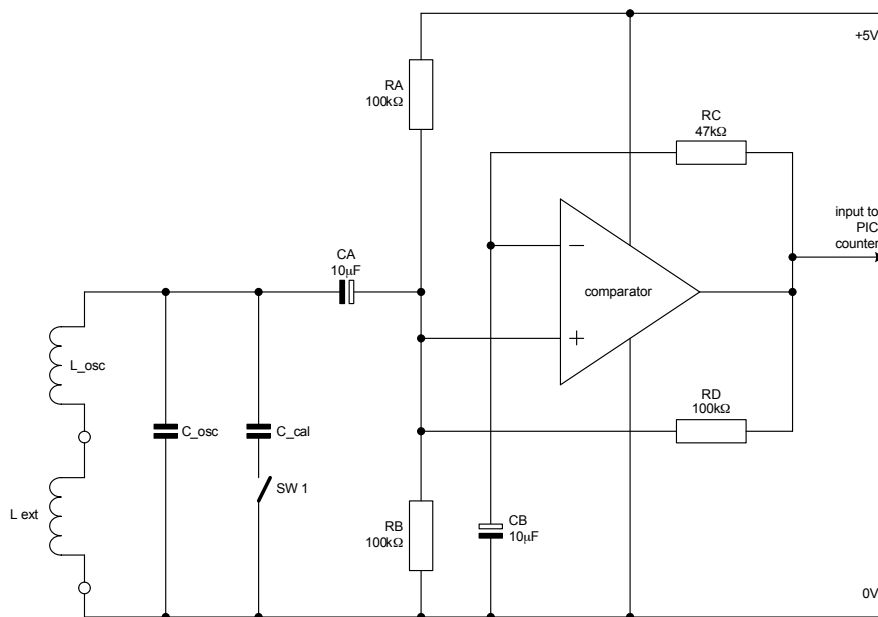 +5V
RA
100kΩ
RC
47kΩ
input to
PIC
counter
CA
10µF
−
comparator
+
L_osc
RD
100kΩ
C_osc
C_cal
SW 1
L ext
RB
100kΩ
CB
10µF
0V